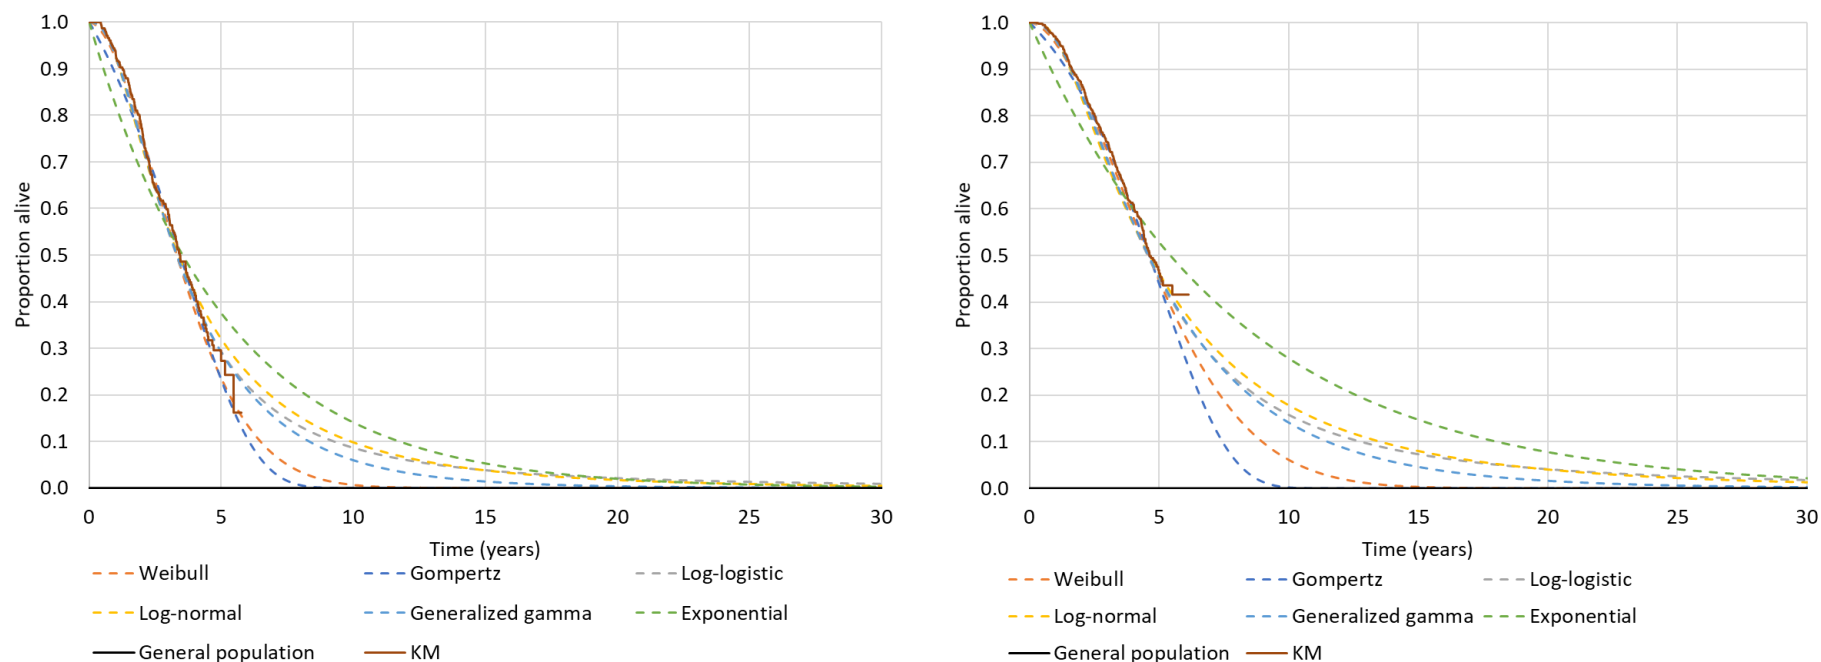 1.0
0.9
0.8
0.7
0.6
0.5
0.4
0.3
0.2
0.1
0.0
Proportion alive
0 5 10 15 20 25 30
Time (years)
Weibull Gompertz Log-logistic
Log-normal Generalized gamma Exponential
General population KM
1.0
0.9
0.8
0.7
0.6
0.5
0.4
0.3
0.2
0.1
0.0
Proportion alive
0 5 10 15 20 25 30
Time (years)
Weibull Gompertz Log-logistic
Log-normal Generalized gamma Exponential
General population KM